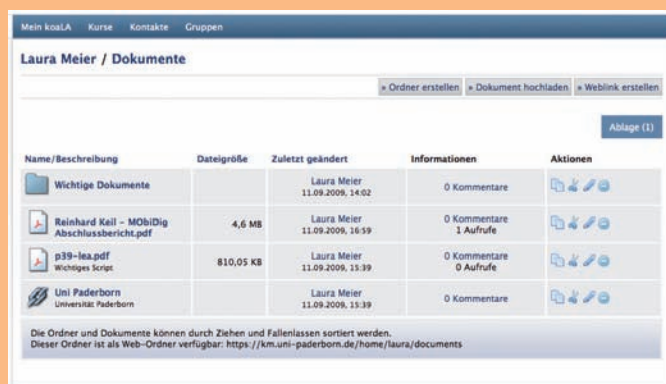 Mein koaLA Kurse Kontakte Gruppen
Laura Meier / Dokumente
» Ordner erstellen » Dokument hochladen » Weblink erstellen
Ablage (1)
Name/Beschreibung Dateigröße Zuletzt geändert Informationen Aktionen
Wichtige Dokumente Laura Meier 0 Kommentare
11.09.2009, 14:02
Reinhard Keil - MObiDig Laura Meier 0 Kommentare
Abschlussbericht.pdf 4,6 MB 11.09.2009, 16:59 1 Aufrufe
p39-lea.pdf Laura Meier 0 Kommentare
Wichtiges Script 810,05 KB 11.09.2009, 15:39 0 Aufrufe
Uni Paderborn Laura Meier 0 Kommentare
Universität Paderborn 11.09.2009, 15:39
Die Ordner und Dokumente können durch Ziehen und Fallenlassen sortiert werden.
Dieser Ordner ist als Web-Ordner verfügbar: https://km.uni-paderborn.de/home/laura/documents